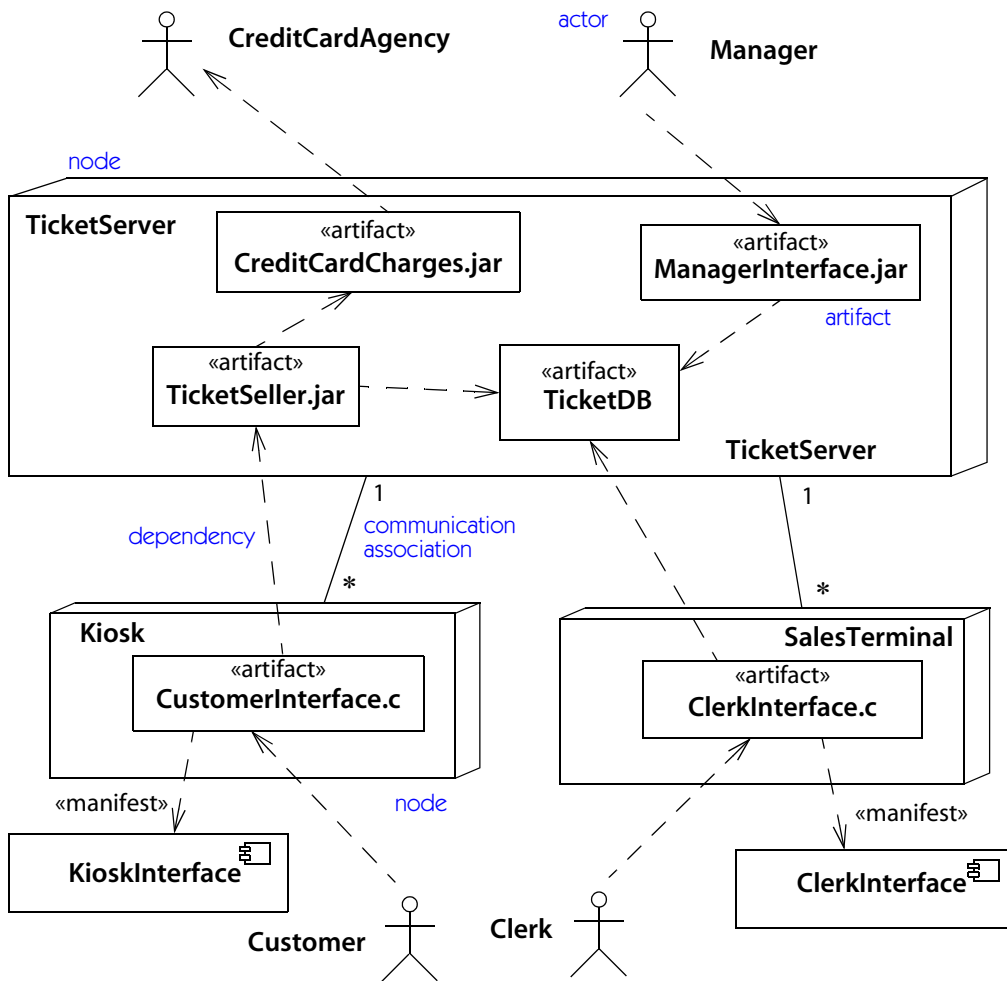 actor
CreditCardAgency
Manager
node
TicketServer
«artifact»
CreditCardCharges.jar
«artifact»
ManagerInterface.jar
artifact
«artifact»
TicketSeller.jar
«artifact»
TicketDB
TicketServer
1
1
dependency
communication
association
*
*
Kiosk
SalesTerminal
«artifact»
CustomerInterface.c
«artifact»
ClerkInterface.c
«manifest»
node
«manifest»
KioskInterface
ClerkInterface
Customer
Clerk